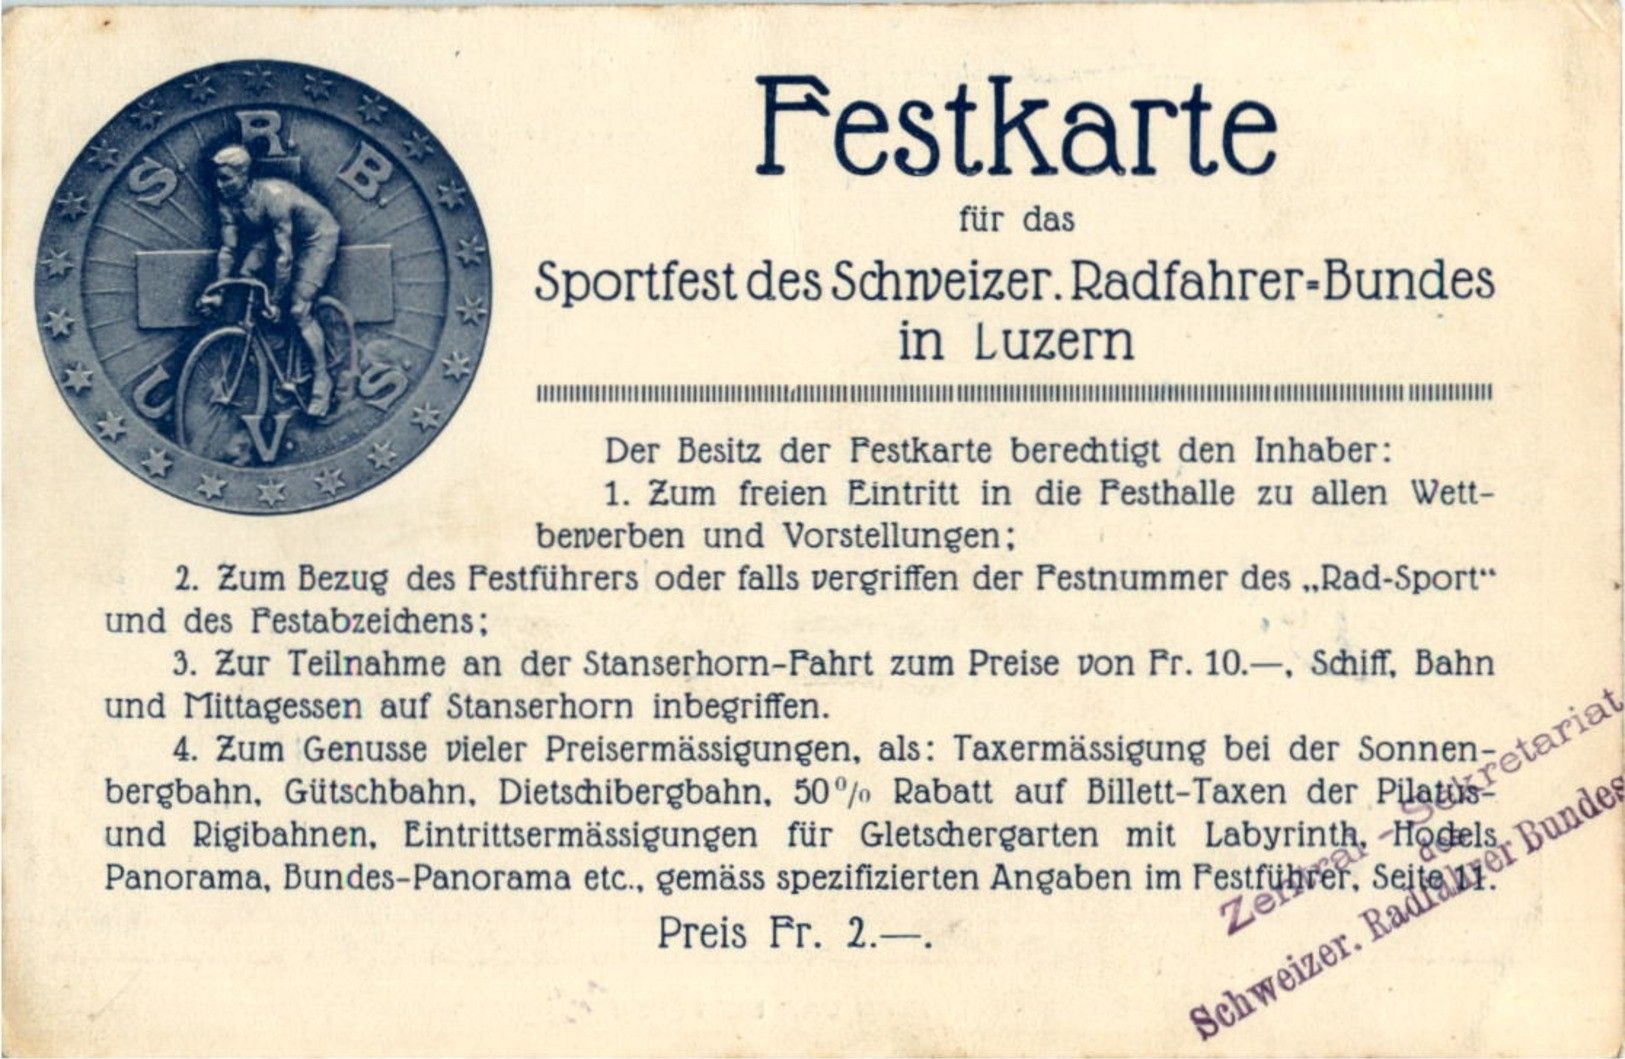 S. R. B.
U. V. S.
Festkarte
für das
Sportfest des Schweizer. Radfahrer=Bundes
in Luzern
Der Besitz der Festkarte berechtigt den Inhaber:
1. Zum freien Eintritt in die Festhalle zu allen Wett-
bewerben und Vorstellungen;
2. Zum Bezug des Festführers oder falls vergriffen der Festnummer des „Rad-Sport“
und des Festabzeichens;
3. Zur Teilnahme an der Stanserhorn-Fahrt zum Preise von Fr. 10.—, Schiff, Bahn
und Mittagessen auf Stanserhorn inbegriffen.
4. Zum Genusse vieler Preisermässigungen, als: Taxermässigung bei der Sonnen-
bergbahn, Gütschbahn, Dietschibergbahn, 50% Rabatt auf Billett-Taxen der Pilatus-
und Rigibahnen, Eintrittsermässigungen für Gletschergarten mit Labyrinth, Hodels
Panorama, Bundes-Panorama etc., gemäss spezifizierten Angaben im Festführer, Seite 11.
Preis Fr. 2.—.
Zentral-Sekretariat
des
Schweizer. Radfahrer Bundes